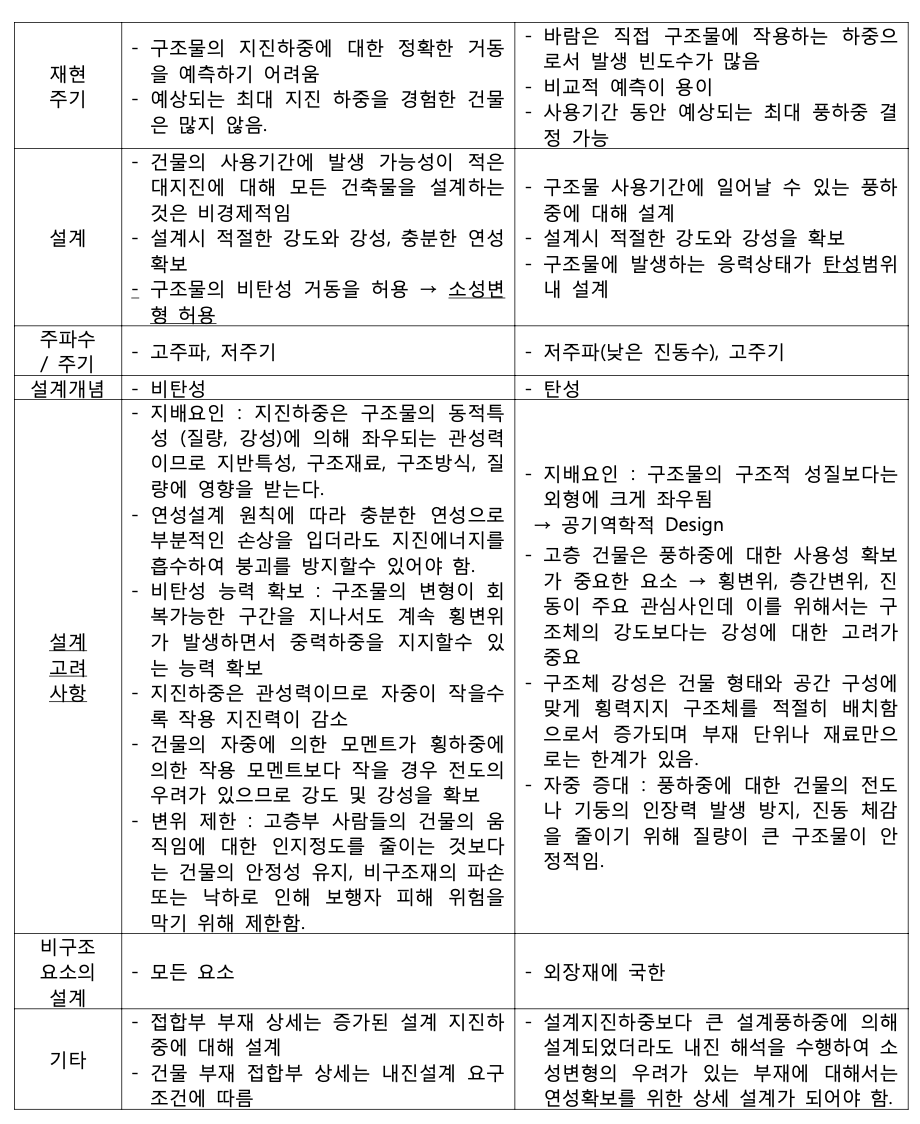 재현
주기
- 구조물의 지진하중에 대한 정확한 거동
을 예측하기 어려움
- 예상되는 최대 지진 하중을 경험한 건물
은 많지 않음.
- 바람은 직접 구조물에 작용하는 하중으
로서 발생 빈도수가 많음
- 비교적 예측이 용이
- 사용기간 동안 예상되는 최대 풍하중 결
정 가능
설계
- 건물의 사용기간에 발생 가능성이 적은
대지진에 대해 모든 건축물을 설계하는
것은 비경제적임
- 설계시 적절한 강도와 강성, 충분한 연성
확보
- 구조물의 비탄성 거동을 허용 → 소성변
형 허용
- 구조물 사용기간에 일어날 수 있는 풍하
중에 대해 설계
- 설계시 적절한 강도와 강성을 확보
- 구조물에 발생하는 응력상태가 탄성범위
내 설계
주파수
/ 주기
- 고주파, 저주기
- 저주파(낮은 진동수), 고주기
설계개념
- 비탄성
- 탄성
설계
고려
사항
- 지배요인 : 지진하중은 구조물의 동적특
성 (질량, 강성)에 의해 좌우되는 관성력
이므로 지반특성, 구조재료, 구조방식, 질
량에 영향을 받는다.
- 연성설계 원칙에 따라 충분한 연성으로
부분적인 손상을 입더라도 지진에너지를
흡수하여 붕괴를 방지할수 있어야 함.
- 비탄성 능력 확보 : 구조물의 변형이 회
복가능한 구간을 지나서도 계속 횡변위
가 발생하면서 중력하중을 지지할수 있
는 능력 확보
- 지진하중은 관성력이므로 자중이 작을수
록 작용 지진력이 감소
- 건물의 자중에 의한 모멘트가 횡하중에
의한 작용 모멘트보다 작을 경우 전도의
우려가 있으므로 강도 및 강성을 확보
- 변위 제한 : 고층부 사람들의 건물의 움
직임에 대한 인지정도를 줄이는 것보다
는 건물의 안정성 유지, 비구조재의 파손
또는 낙하로 인해 보행자 피해 위험을
막기 위해 제한함.
- 지배요인 : 구조물의 구조적 성질보다는
외형에 크게 좌우됨
→ 공기역학적 Design
- 고층 건물은 풍하중에 대한 사용성 확보
가 중요한 요소 → 횡변위, 층간변위, 진
동이 주요 관심사인데 이를 위해서는 구
조체의 강도보다는 강성에 대한 고려가
중요
- 구조체 강성은 건물 형태와 공간 구성에
맞게 횡력지지 구조체를 적절히 배치함
으로서 증가되며 부재 단위나 재료만으
로는 한계가 있음.
- 자중 증대 : 풍하중에 대한 건물의 전도
나 기둥의 인장력 발생 방지, 진동 체감
을 줄이기 위해 질량이 큰 구조물이 안
정적임.
비구조
요소의
설계
- 모든 요소
- 외장재에 국한
기타
- 접합부 부재 상세는 증가된 설계 지진하
중에 대해 설계
- 건물 부재 접합부 상세는 내진설계 요구
조건에 따름
- 설계지진하중보다 큰 설계풍하중에 의해
설계되었더라도 내진 해석을 수행하여 소
성변형의 우려가 있는 부재에 대해서는
연성확보를 위한 상세 설계가 되어야 함.